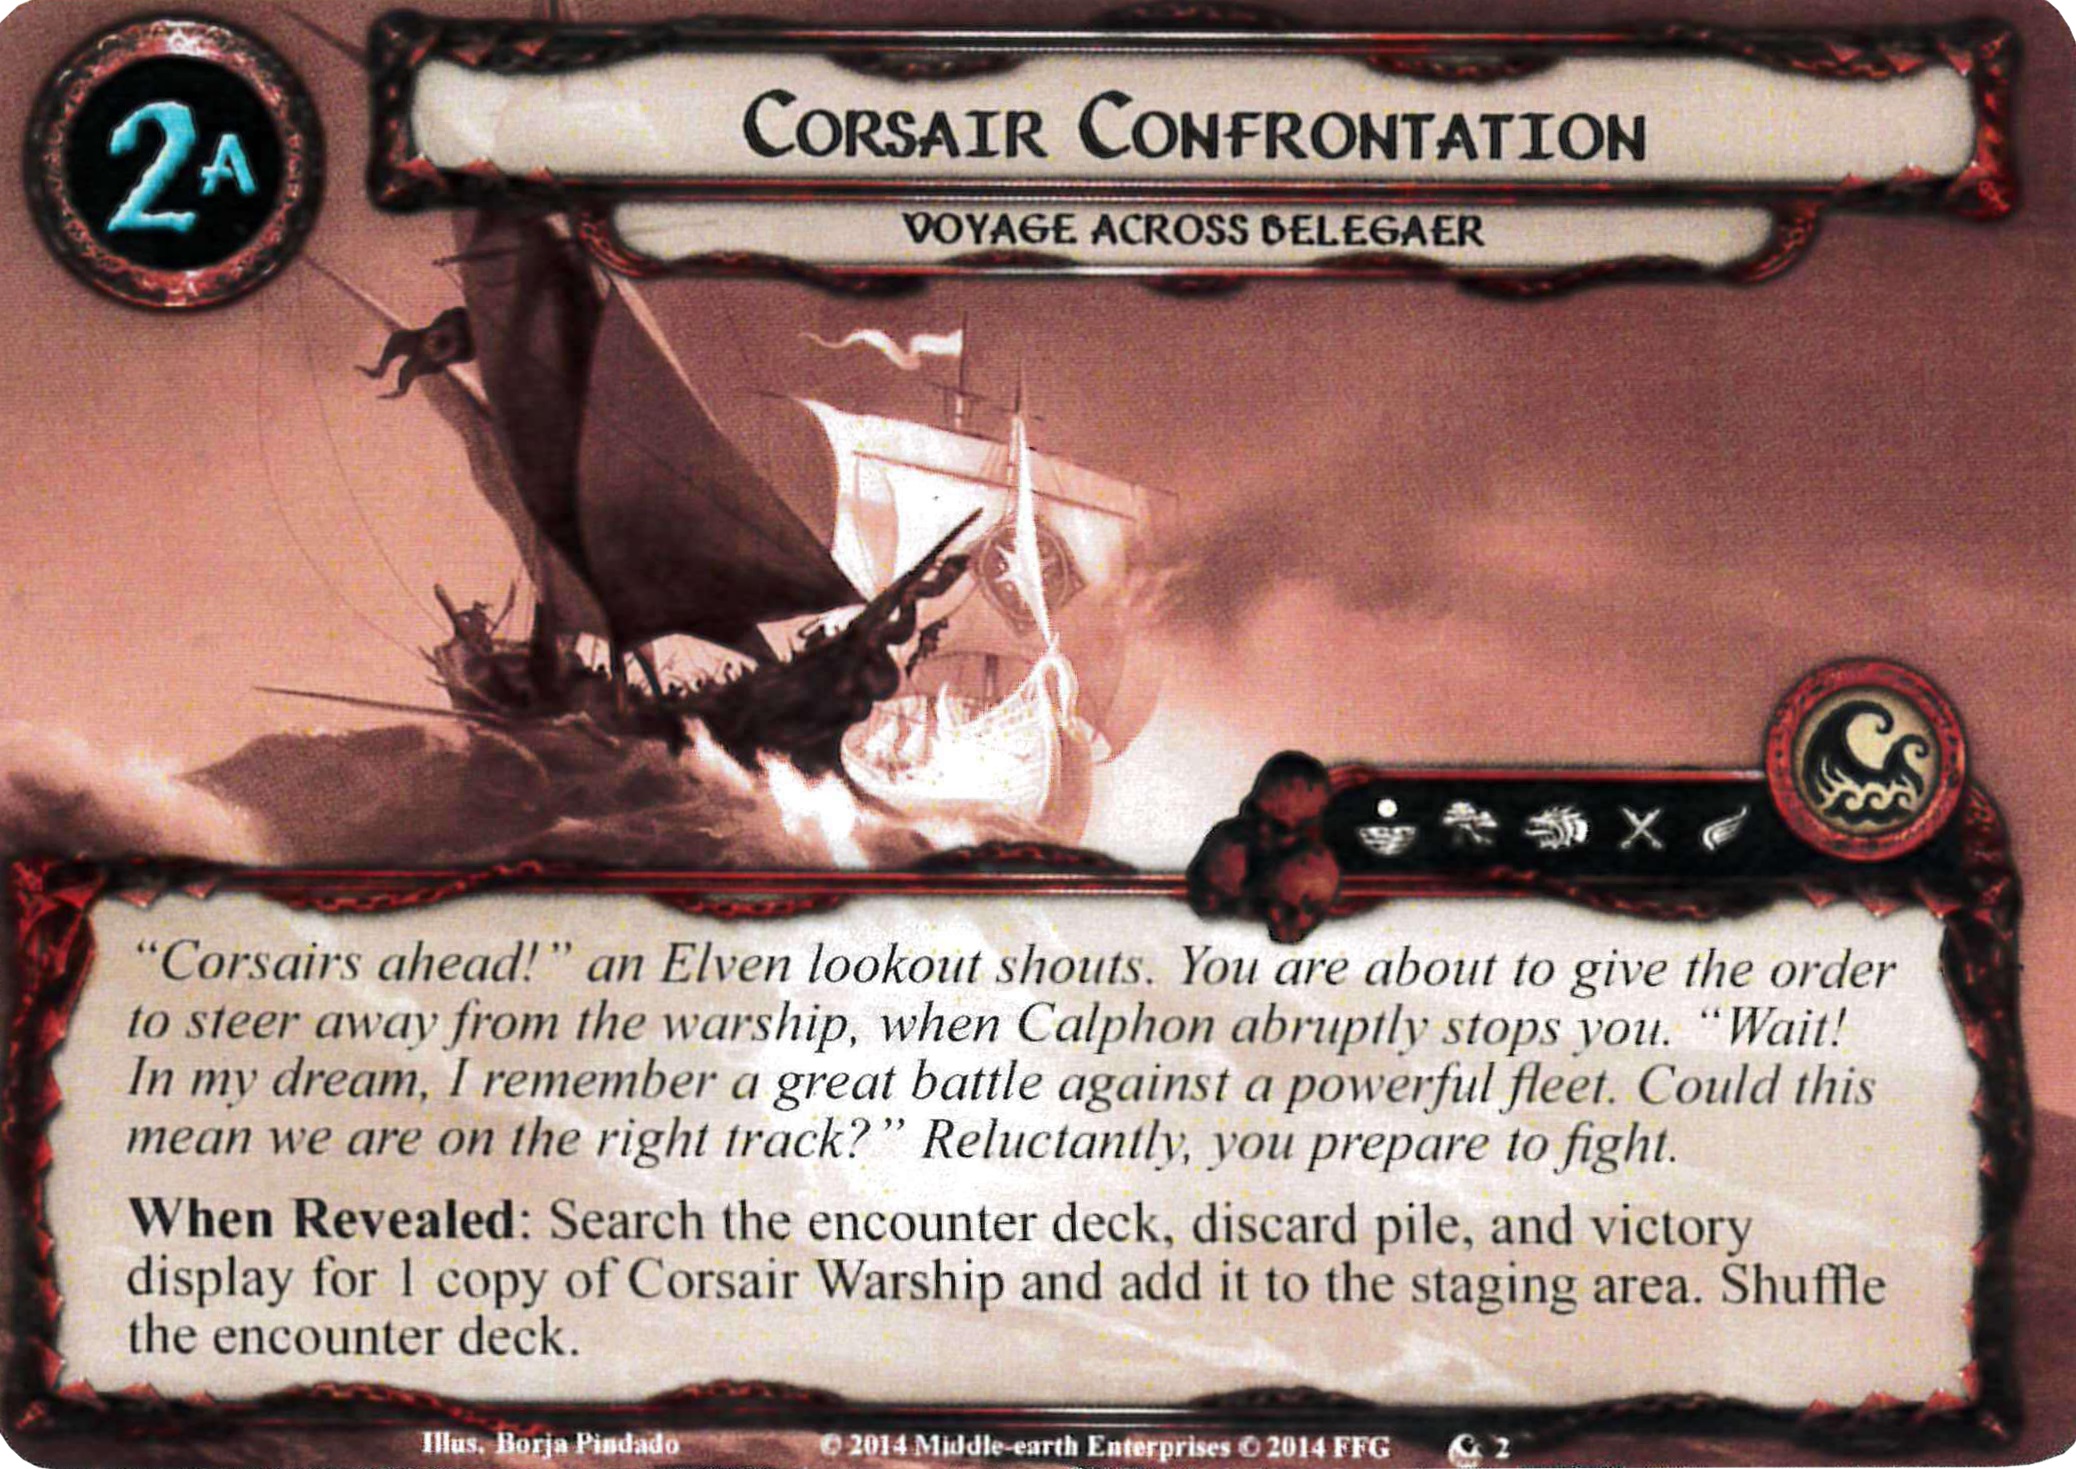 2A
CORSAIR CONFRONTATION
VOYAGE ACROSS BELEGAER
“Corsairs ahead!” an Elven lookout shouts. You are about to give the order
to steer away from the warship, when Calphon abruptly stops you. “Wait!
In my dream, I remember a great battle against a powerful fleet. Could this
mean we are on the right track?” Reluctantly, you prepare to fight.
When Revealed: Search the encounter deck, discard pile, and victory
display for 1 copy of Corsair Warship and add it to the staging area. Shuffle
the encounter deck.
Illus. Borja Pindado © 2014 Middle-earth Enterprises © 2014 FFG 2